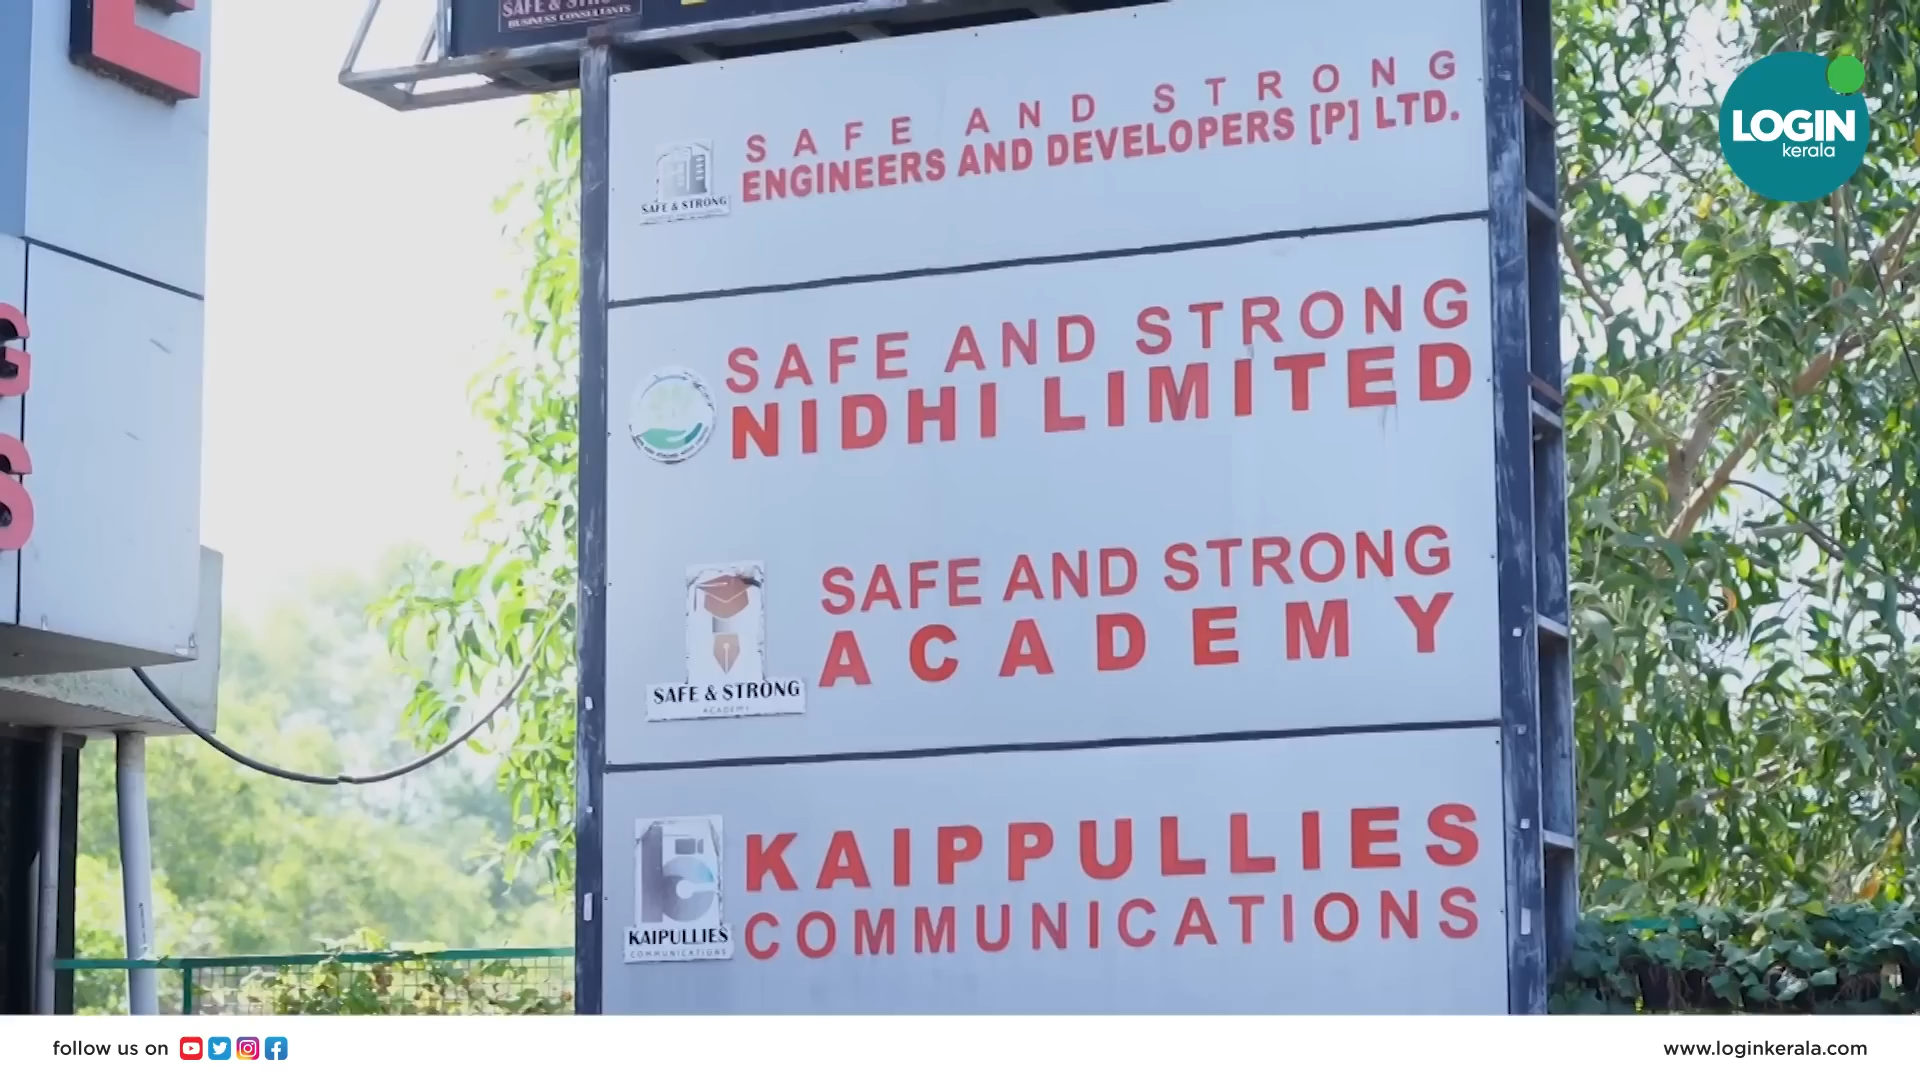 SAFE & STRONG
BUSINESS CONSULTANTS
SAFE AND STRONG
ENGINEERS AND DEVELOPERS [P] LTD.
SAFE & STRONG
SAFE AND STRONG
NIDHI LIMITED
SAFE AND STRONG
ACADEMY
SAFE & STRONG
ACADEMY
KAIPPULLIES
COMMUNICATIONS
KAIPULLIES
COMMUNICATIONS
G
S
LOGIN
kerala
follow us on
www.loginkerala.com